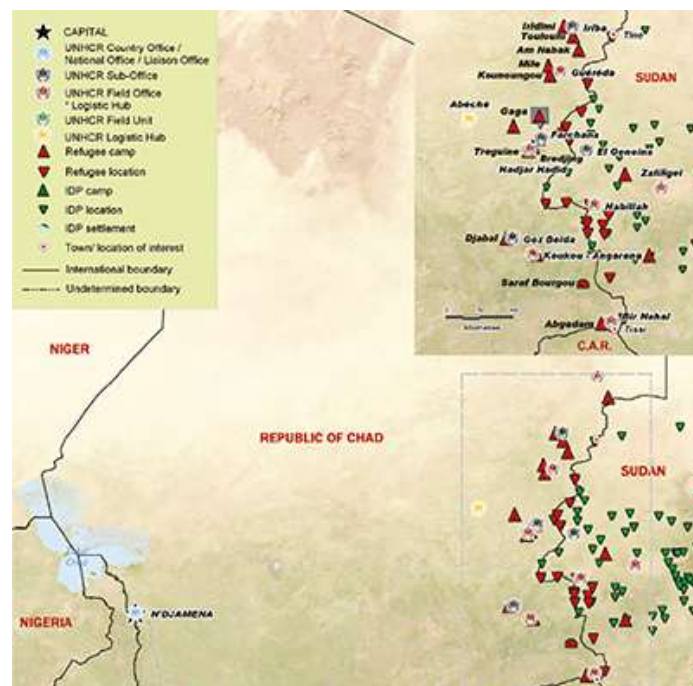 CAPITAL
UNHCR Country Office /
National Office / Liaison Office
UNHCR Sub-Office
UNHCR Field Office
* Logistic Hub
UNHCR Field Unit
UNHCR Logistic Hub
Refugee camp
Refugee location
IDP camp
IDP location
IDP settlement
Town/ location of interest
International boundary
Undetermined boundary
Iridimi
Iriba
Touloum
Tine
Am Nabak
Mile
Kounoungou
Guéréda
SUDAN
Abéché
Gaga
Farchana
Treguine
Bredjing
El Geneina
Hadjar Hadid
Zalingei
Habillah
Djabal
Goz Beida
Koukou - Angarana
Saraf Bourgou
Abgadam
Bir Nahal
Tissi
C.A.R.
NIGER
REPUBLIC OF CHAD
SUDAN
NIGERIA
N'DJAMENA